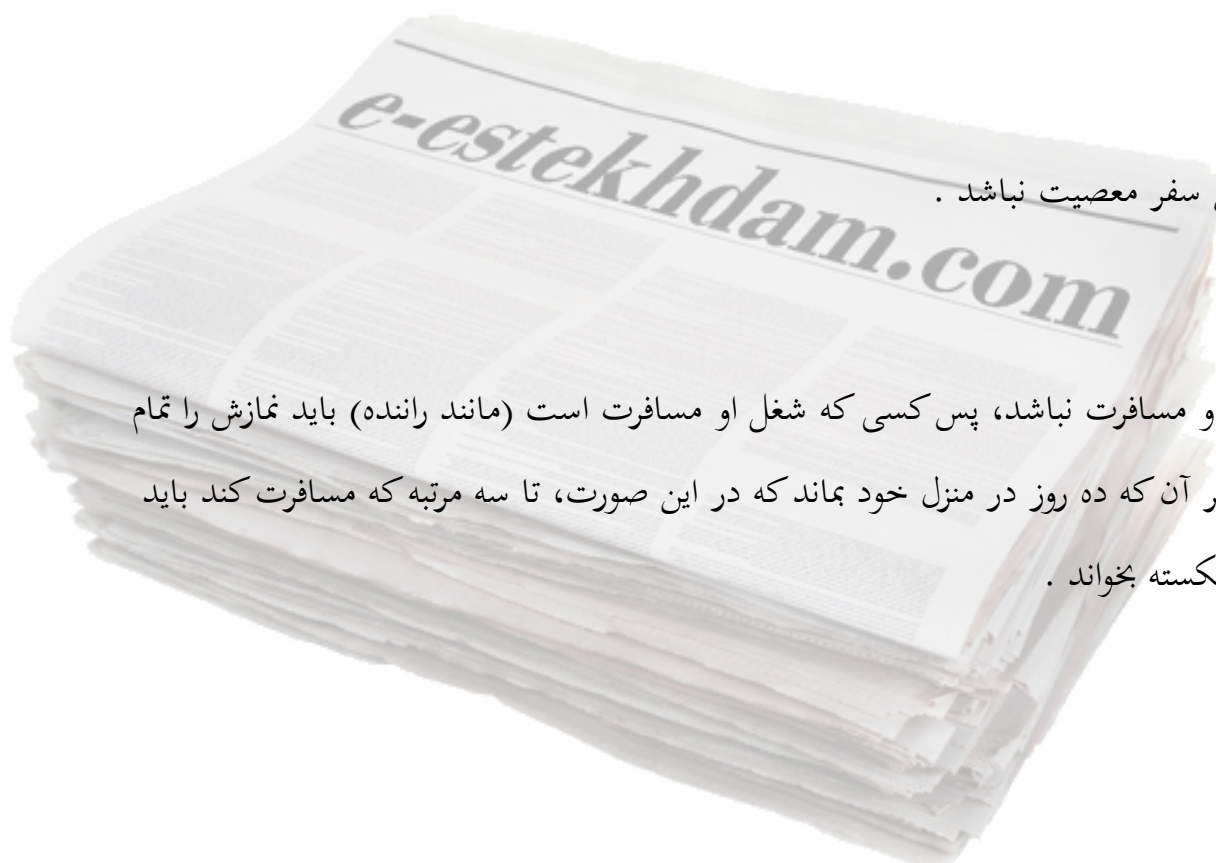 e-estekhdam.com
سفر معصیت نباشد .
و مسافرت نباشد، پس کسی که شغل او مسافرت است (مانند راننده) باید نمازش را تمام
آن که ده روز در منزل خود بماند که در این صورت، تا سه مرتبه که مسافرت کند باید
بخواند .